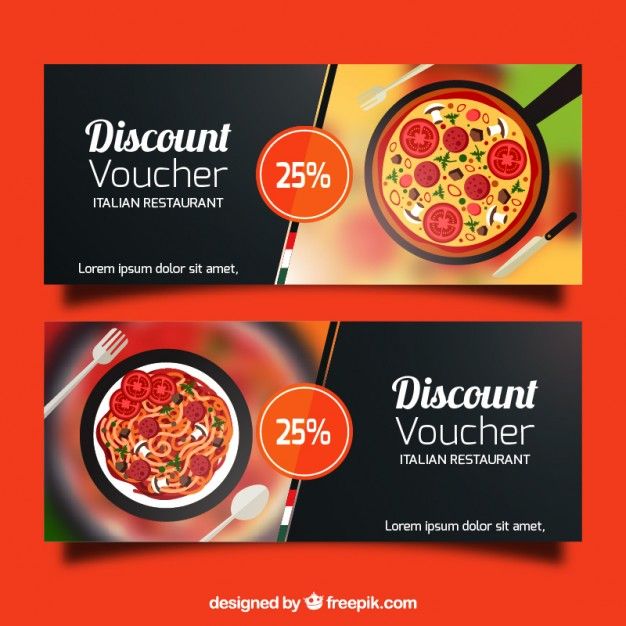 Discount
Voucher
ITALIAN RESTAURANT
25%
Lorem ipsum dolor sit amet,
25%
Discount
Voucher
ITALIAN RESTAURANT
Lorem ipsum dolor sit amet,
designed by freepik.com